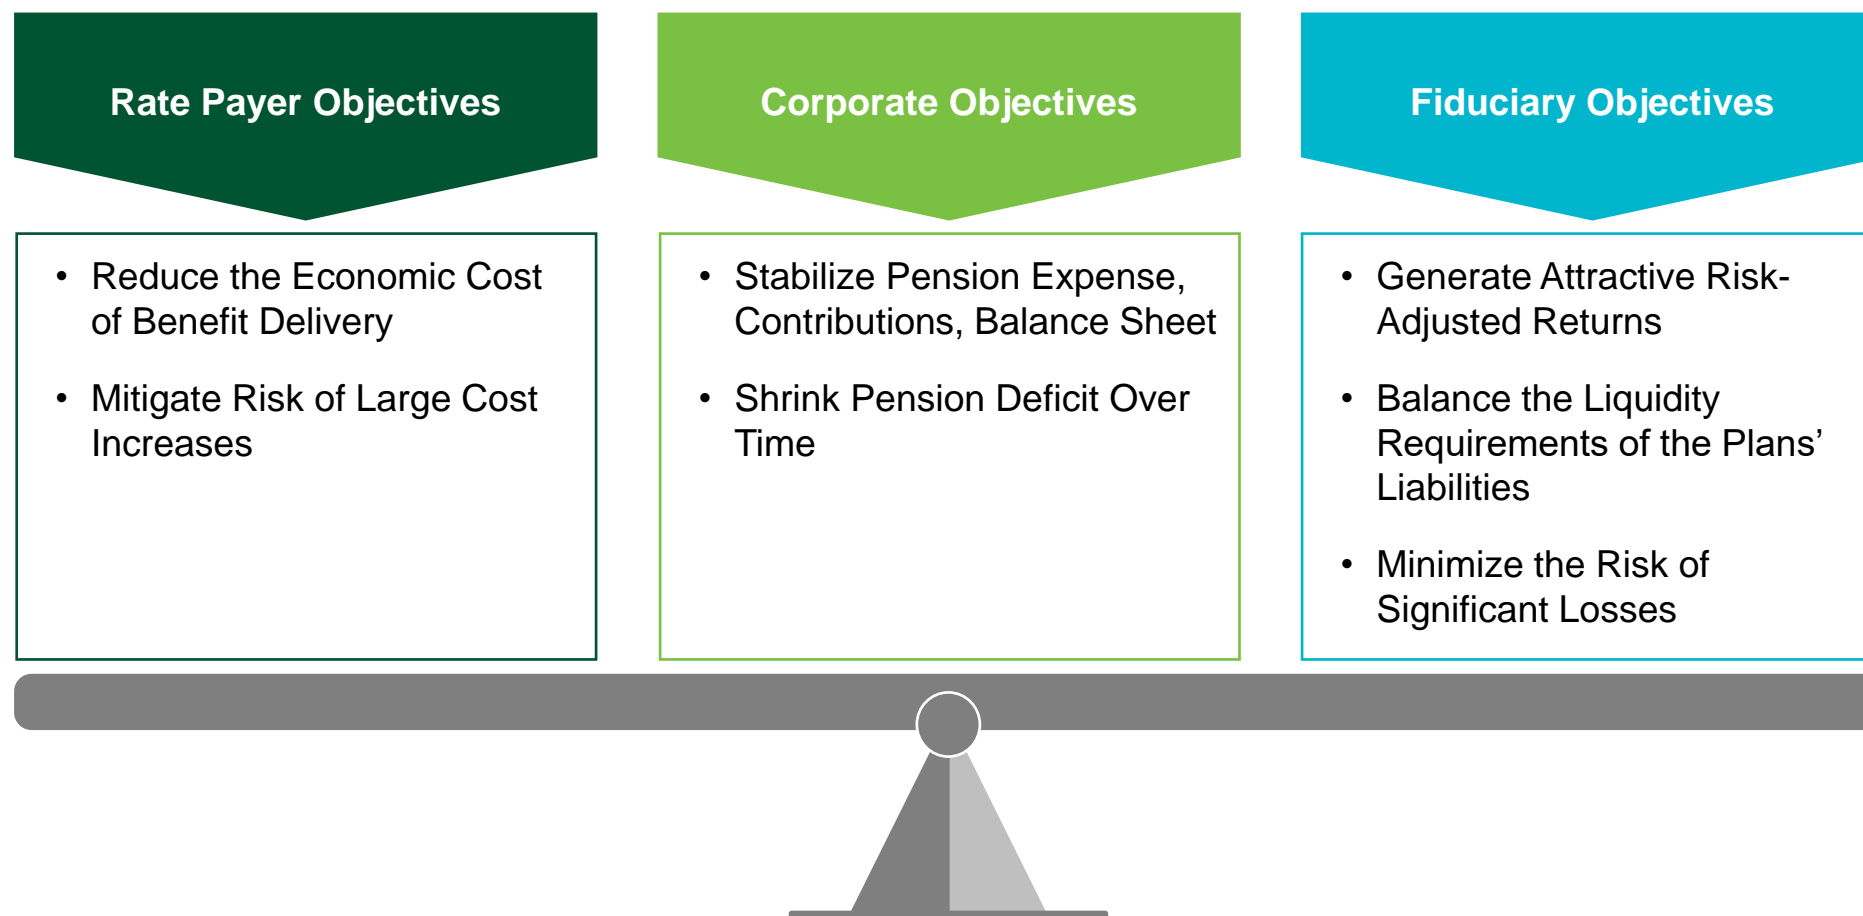 Rate Payer Objectives
• Reduce the Economic Cost
of Benefit Delivery
• Mitigate Risk of Large Cost
Increases
Corporate Objectives
• Stabilize Pension Expense,
Contributions, Balance Sheet
• Shrink Pension Deficit Over
Time
Fiduciary Objectives
• Generate Attractive Risk-
Adjusted Returns
• Balance the Liquidity
Requirements of the Plans’
Liabilities
• Minimize the Risk of
Significant Losses